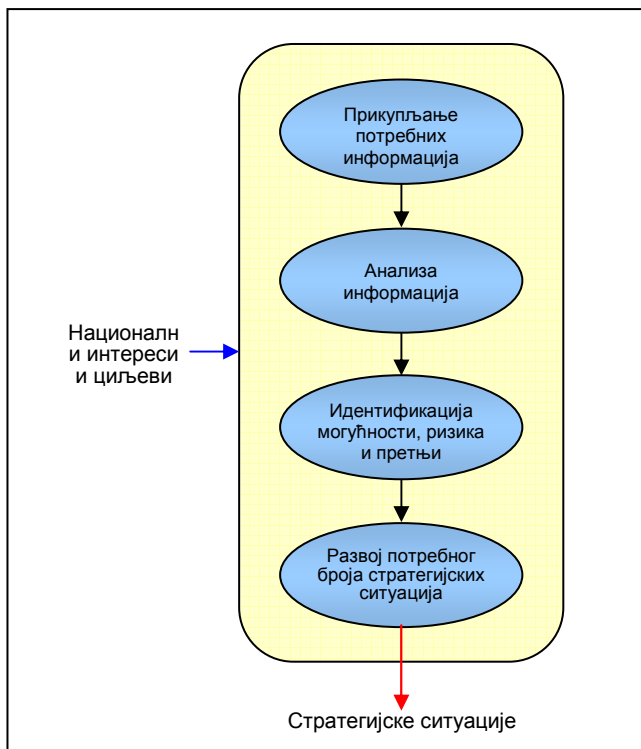 Прикупљање
потребних
информација
Анализа
информација
Националн
и интереси
и циљеви
Идентификација
могућности, ризика
и претњи
Развој потребног
броја стратегијских
ситуација
Стратегијске ситуације